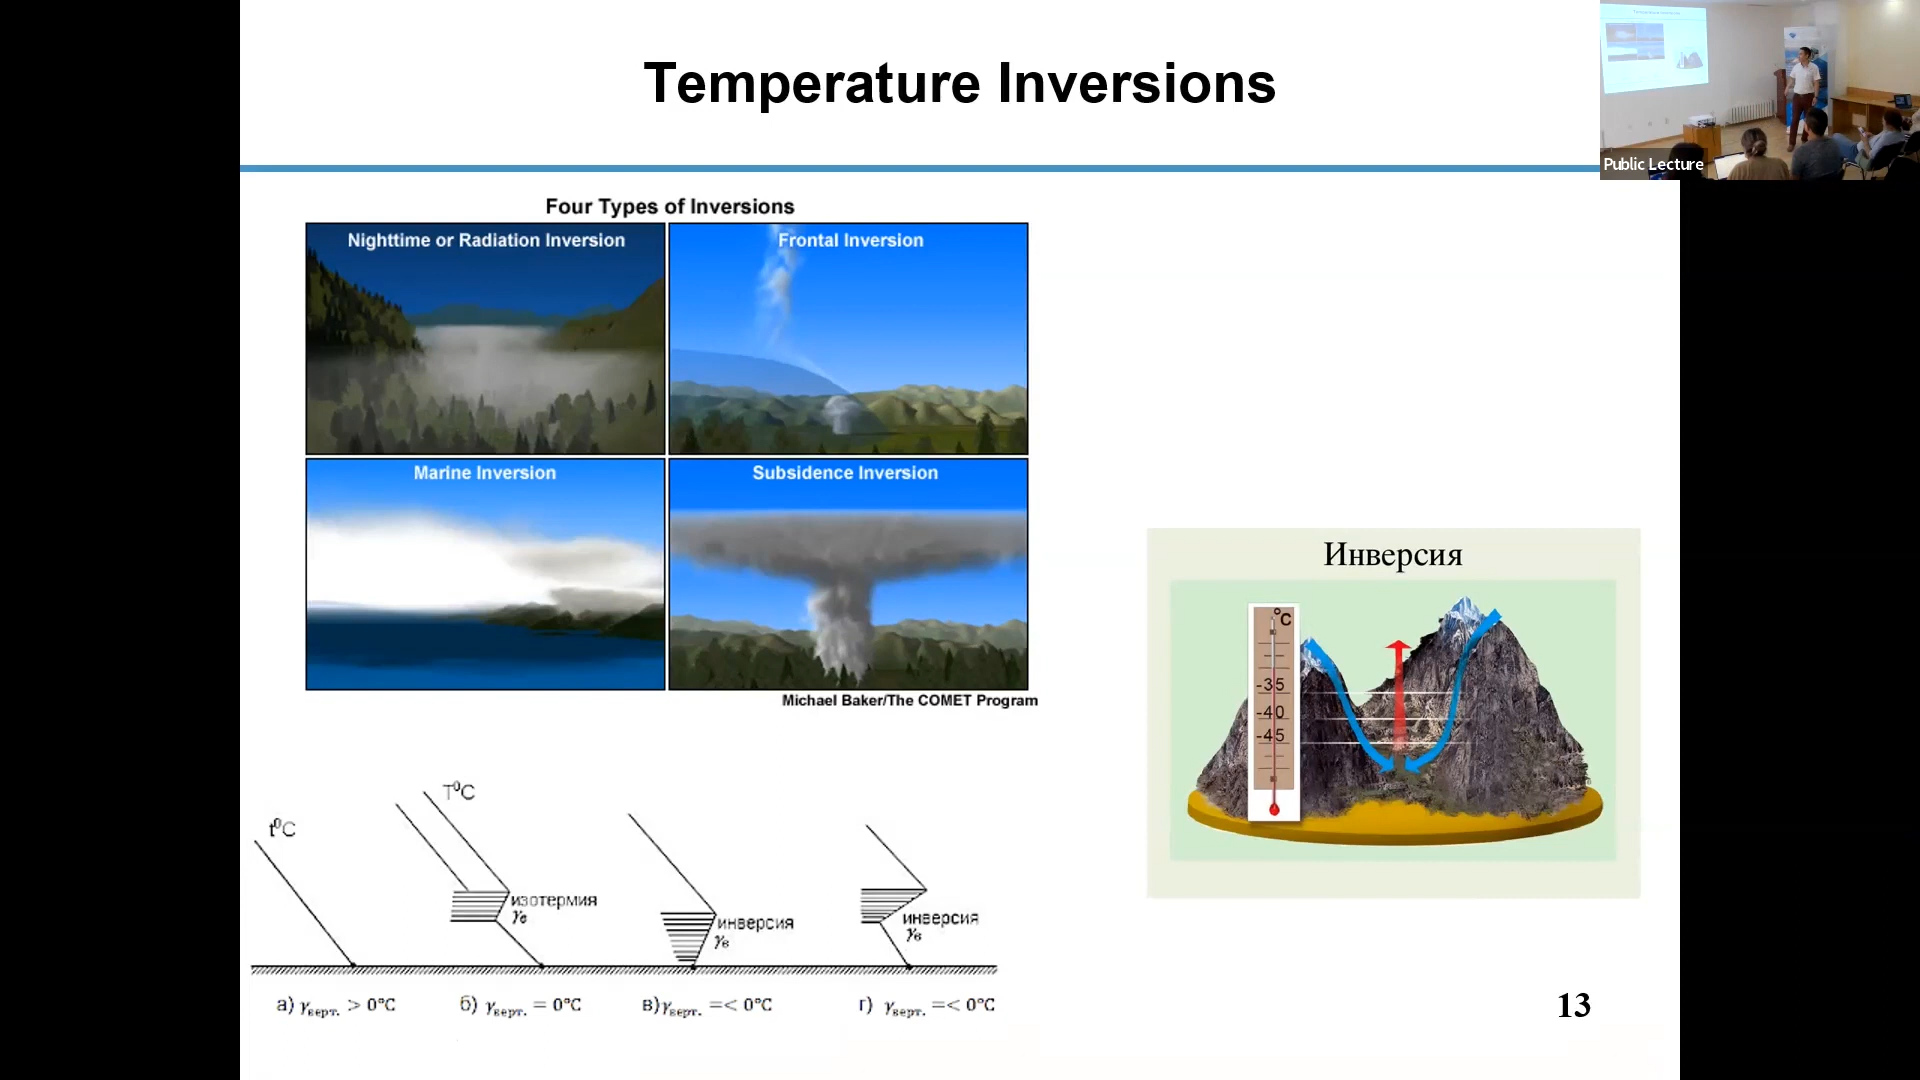 Temperature Inversions
Public Lecture
Four Types of Inversions
Nighttime or Radiation Inversion
Frontal Inversion
Marine Inversion
Subsidence Inversion
Michael Baker/The COMET Program
Инверсия
°C
-35
-40
-45
t⁰C
T⁰C
изотермия
γв
инверсия
γв
инверсия
γв
а) γверт. > 0°C
б) γверт. = 0°C
в) γверт. =< 0°C
г) γверт. =< 0°C
13